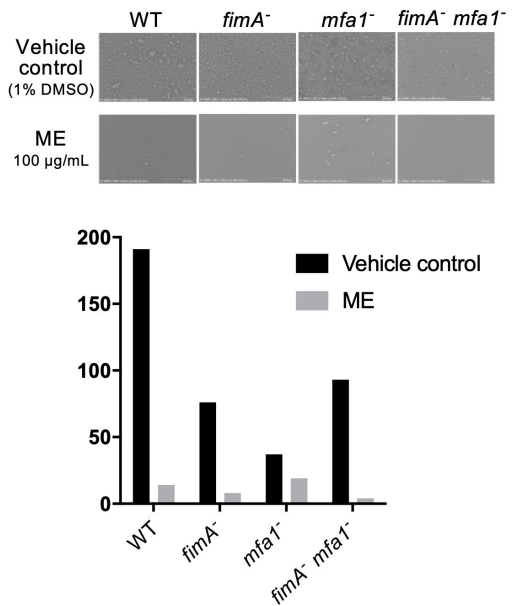 WT fimA- mfa1- fimA- mfa1-
Vehicle
control
(1% DMSO)
ME
100 µg/mL
200
150
100
50
0
Vehicle control
ME
WT
fimA-
mfa1-
fimA- mfa1-